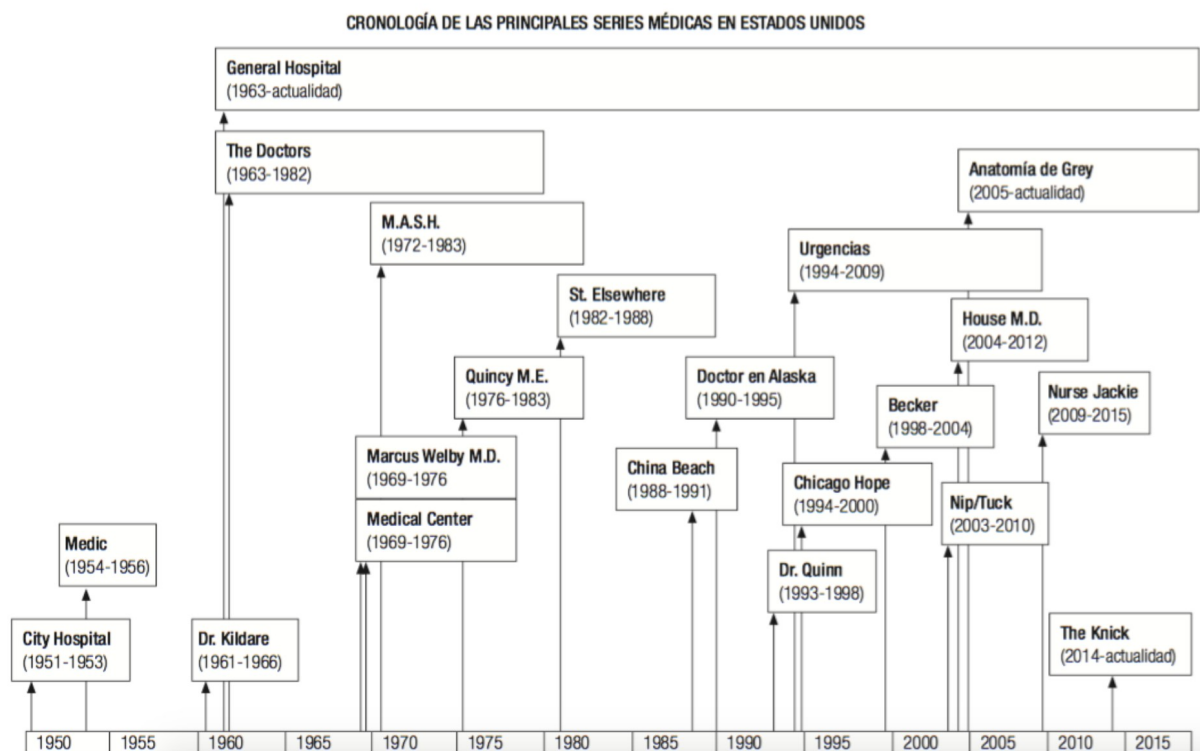 CRONOLOGÍA DE LAS PRINCIPALES SERIES MÉDICAS EN ESTADOS UNIDOS
General Hospital
(1963-actualidad)
The Doctors
(1963-1982)
Anatomía de Grey
(2005-actualidad)
M.A.S.H.
(1972-1983)
Urgencias
(1994-2009)
St. Elsewhere
(1982-1988)
House M.D.
(2004-2012)
Quincy M.E.
(1976-1983)
Doctor en Alaska
(1990-1995)
Nurse Jackie
(2009-2015)
Becker
(1998-2004)
Marcus Welby M.D.
(1969-1976
China Beach
(1988-1991)
Chicago Hope
(1994-2000)
Nip/Tuck
(2003-2010)
Medical Center
(1969-1976)
Medic
(1954-1956)
Dr. Quinn
(1993-1998)
City Hospital
(1951-1953)
Dr. Kildare
(1961-1966)
The Knick
(2014-actualidad)
1950 1955 1960 1965 1970 1975 1980 1985 1990 1995 2000 2005 2010 2015